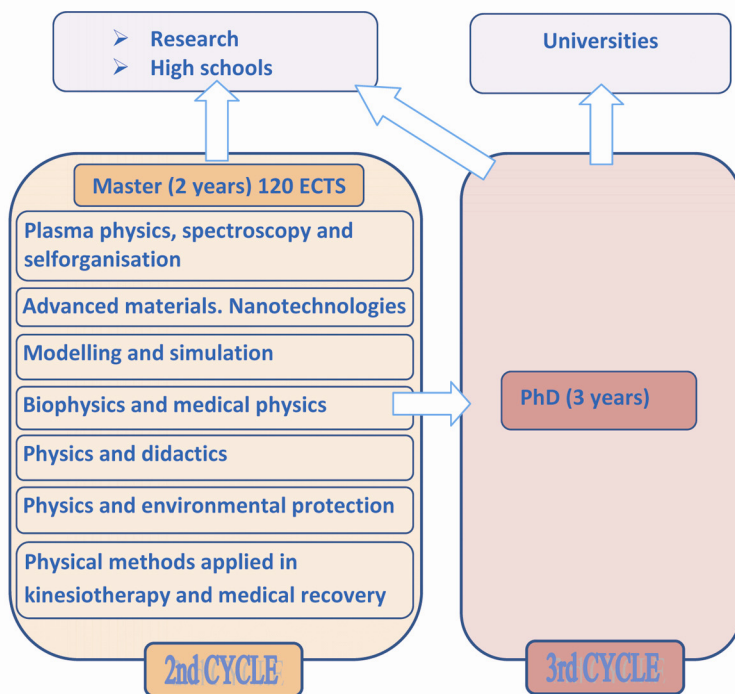 ➢ Research
➢ High schools
Universities
Master (2 years) 120 ECTS
Plasma physics, spectroscopy and
selforganisation
Advanced materials. Nanotechnologies
Modelling and simulation
Biophysics and medical physics
Physics and didactics
Physics and environmental protection
Physical methods applied in
kinesiotherapy and medical recovery
2nd CYCLE
PhD (3 years)
3rd CYCLE